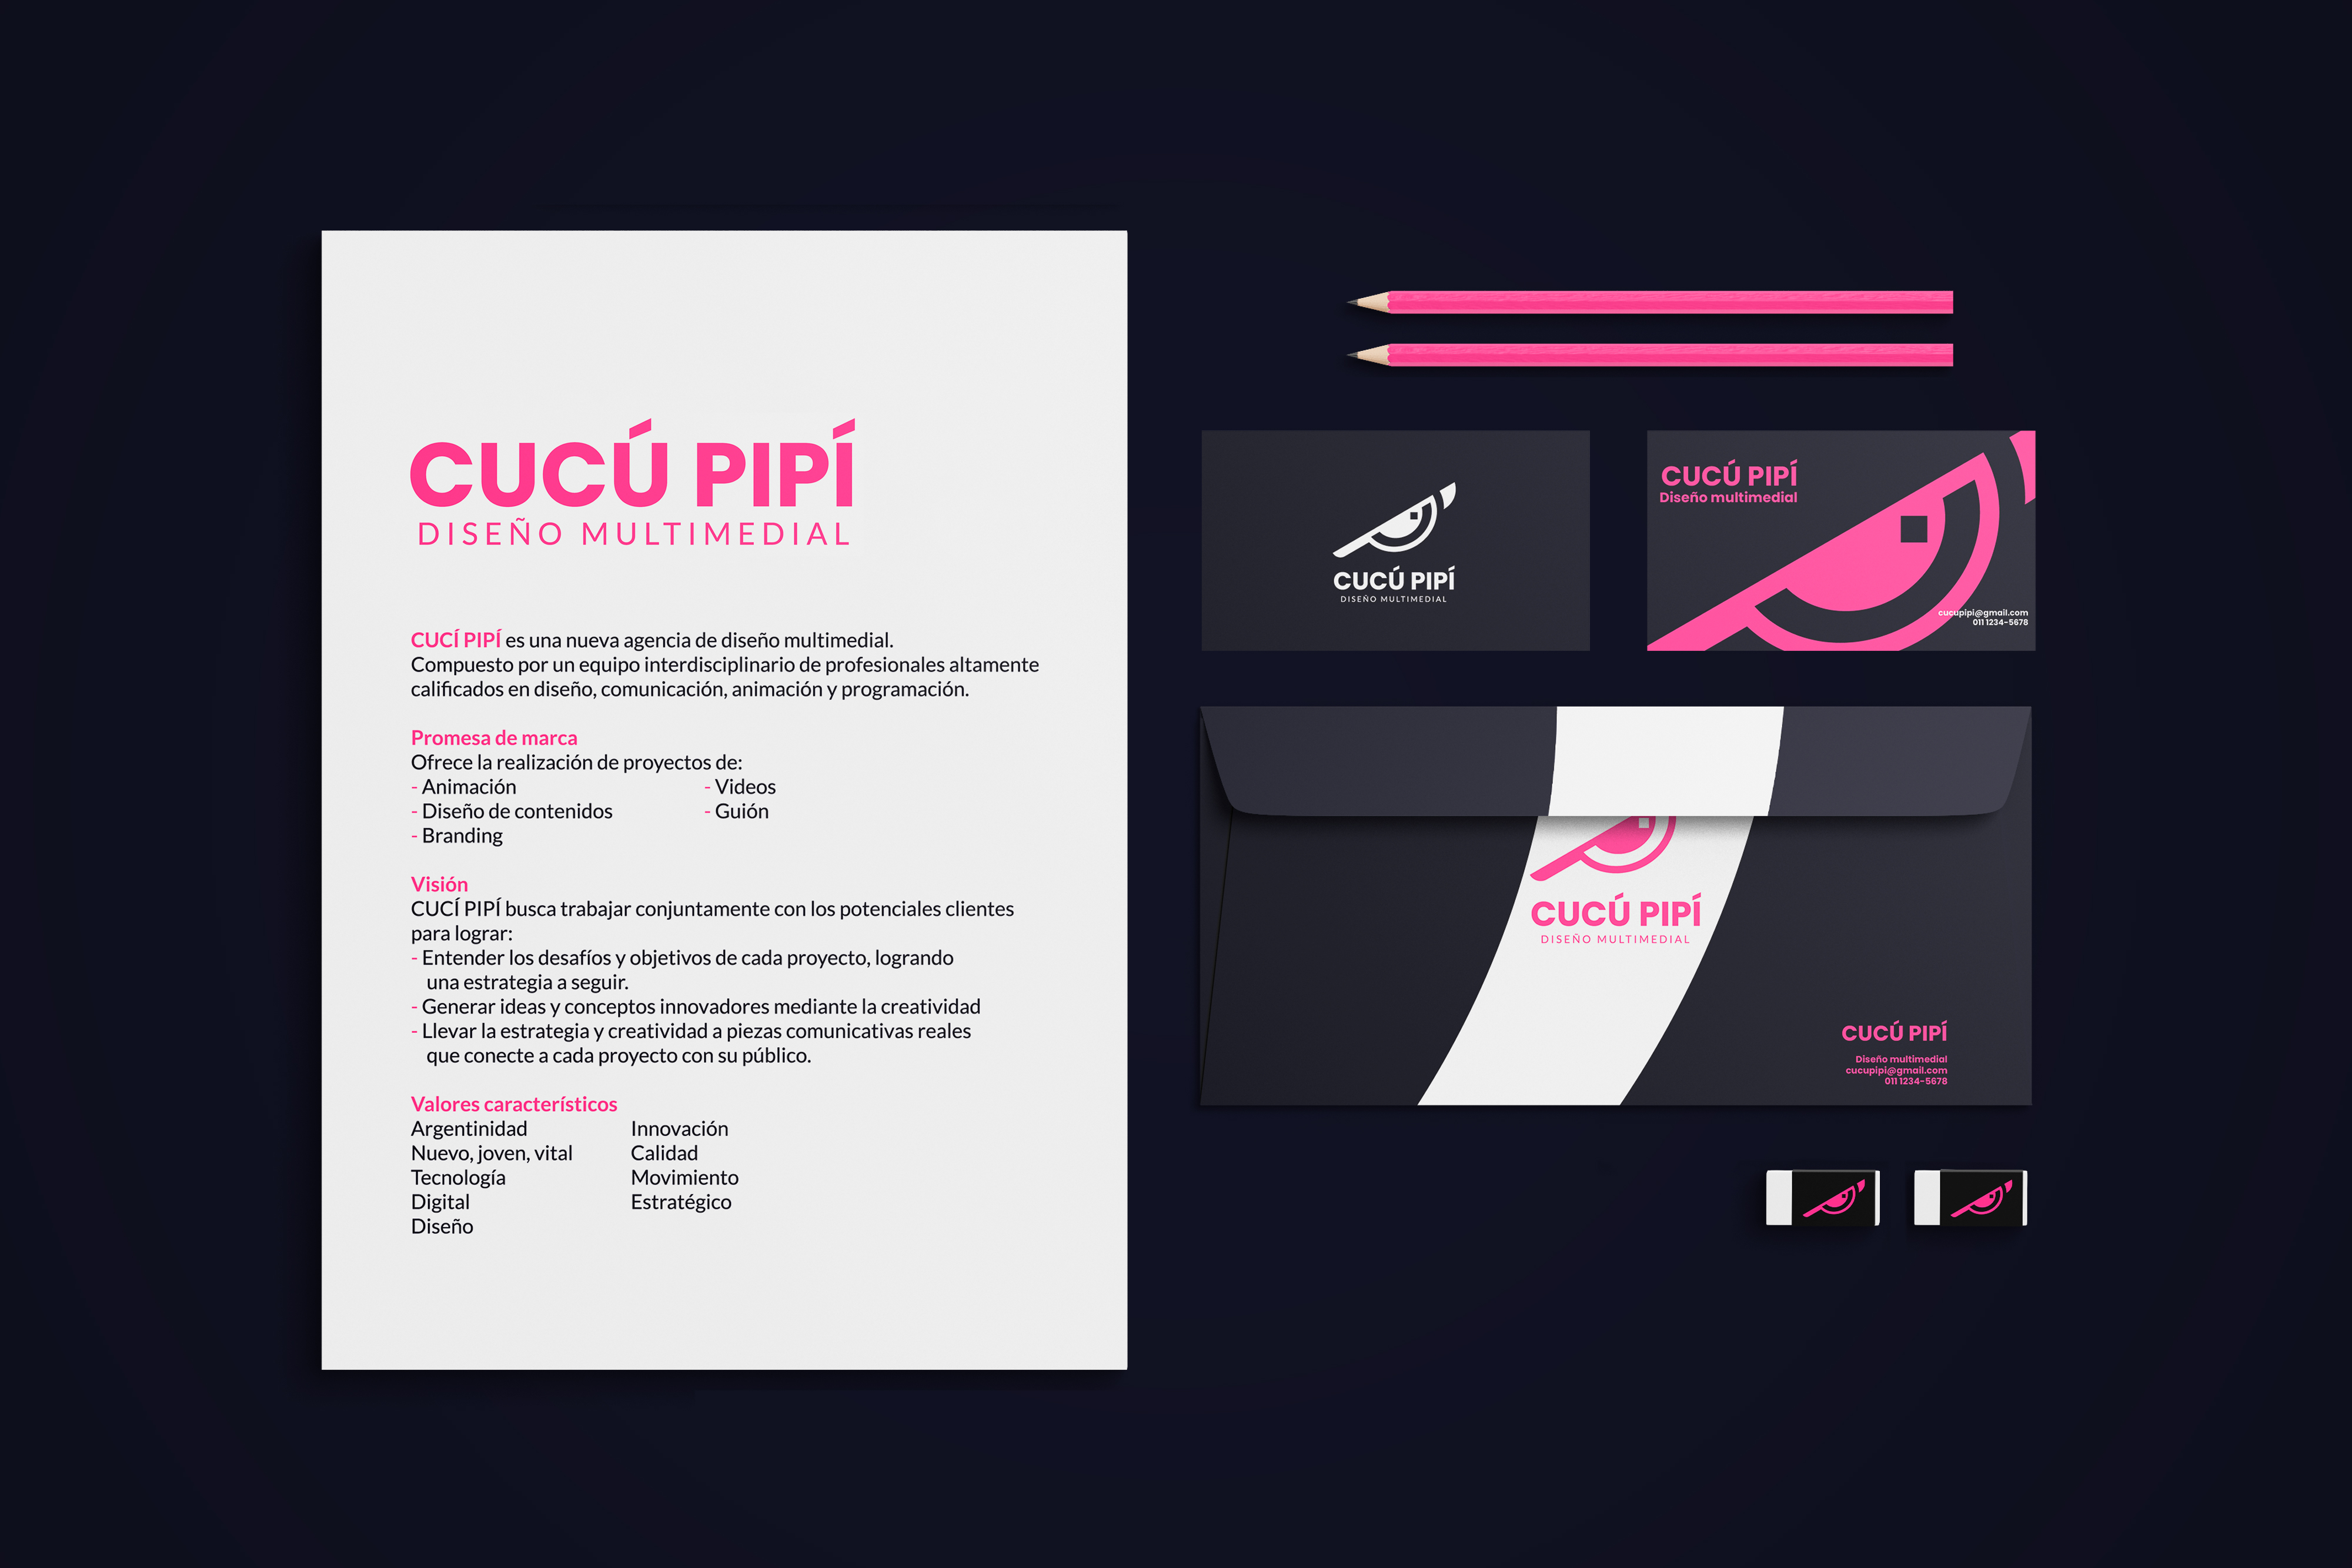 CUCÚ PIPÍ
DISEÑO MULTIMEDIAL
CUCÍ PIPÍ es una nueva agencia de diseño multimedial.
Compuesto por un equipo interdisciplinario de profesionales altamente
calificados en diseño, comunicación, animación y programación.
Promesa de marca
Ofrece la realización de proyectos de:
- Animación
- Diseño de contenidos
- Branding
- Videos
- Guión
Visión
CUCÍ PIPÍ busca trabajar conjuntamente con los potenciales clientes
para lograr:
- Entender los desafíos y objetivos de cada proyecto, logrando
una estrategia a seguir.
- Generar ideas y conceptos innovadores mediante la creatividad
- Llevar la estrategia y creatividad a piezas comunicativas reales
que conecte a cada proyecto con su público.
Valores característicos
Argentinidad
Nuevo, joven, vital
Tecnología
Digital
Diseño
Innovación
Calidad
Movimiento
Estratégico
CUCÚ PIPÍ
DISEÑO MULTIMEDIAL
CUCÚ PIPÍ
Diseño multimedial
cucupipi@gmail.com
011 1234-5678
CUCÚ PIPÍ
DISEÑO MULTIMEDIAL
CUCÚ PIPÍ
Diseño multimedial
cucupipi@gmail.com
011 1234-5678